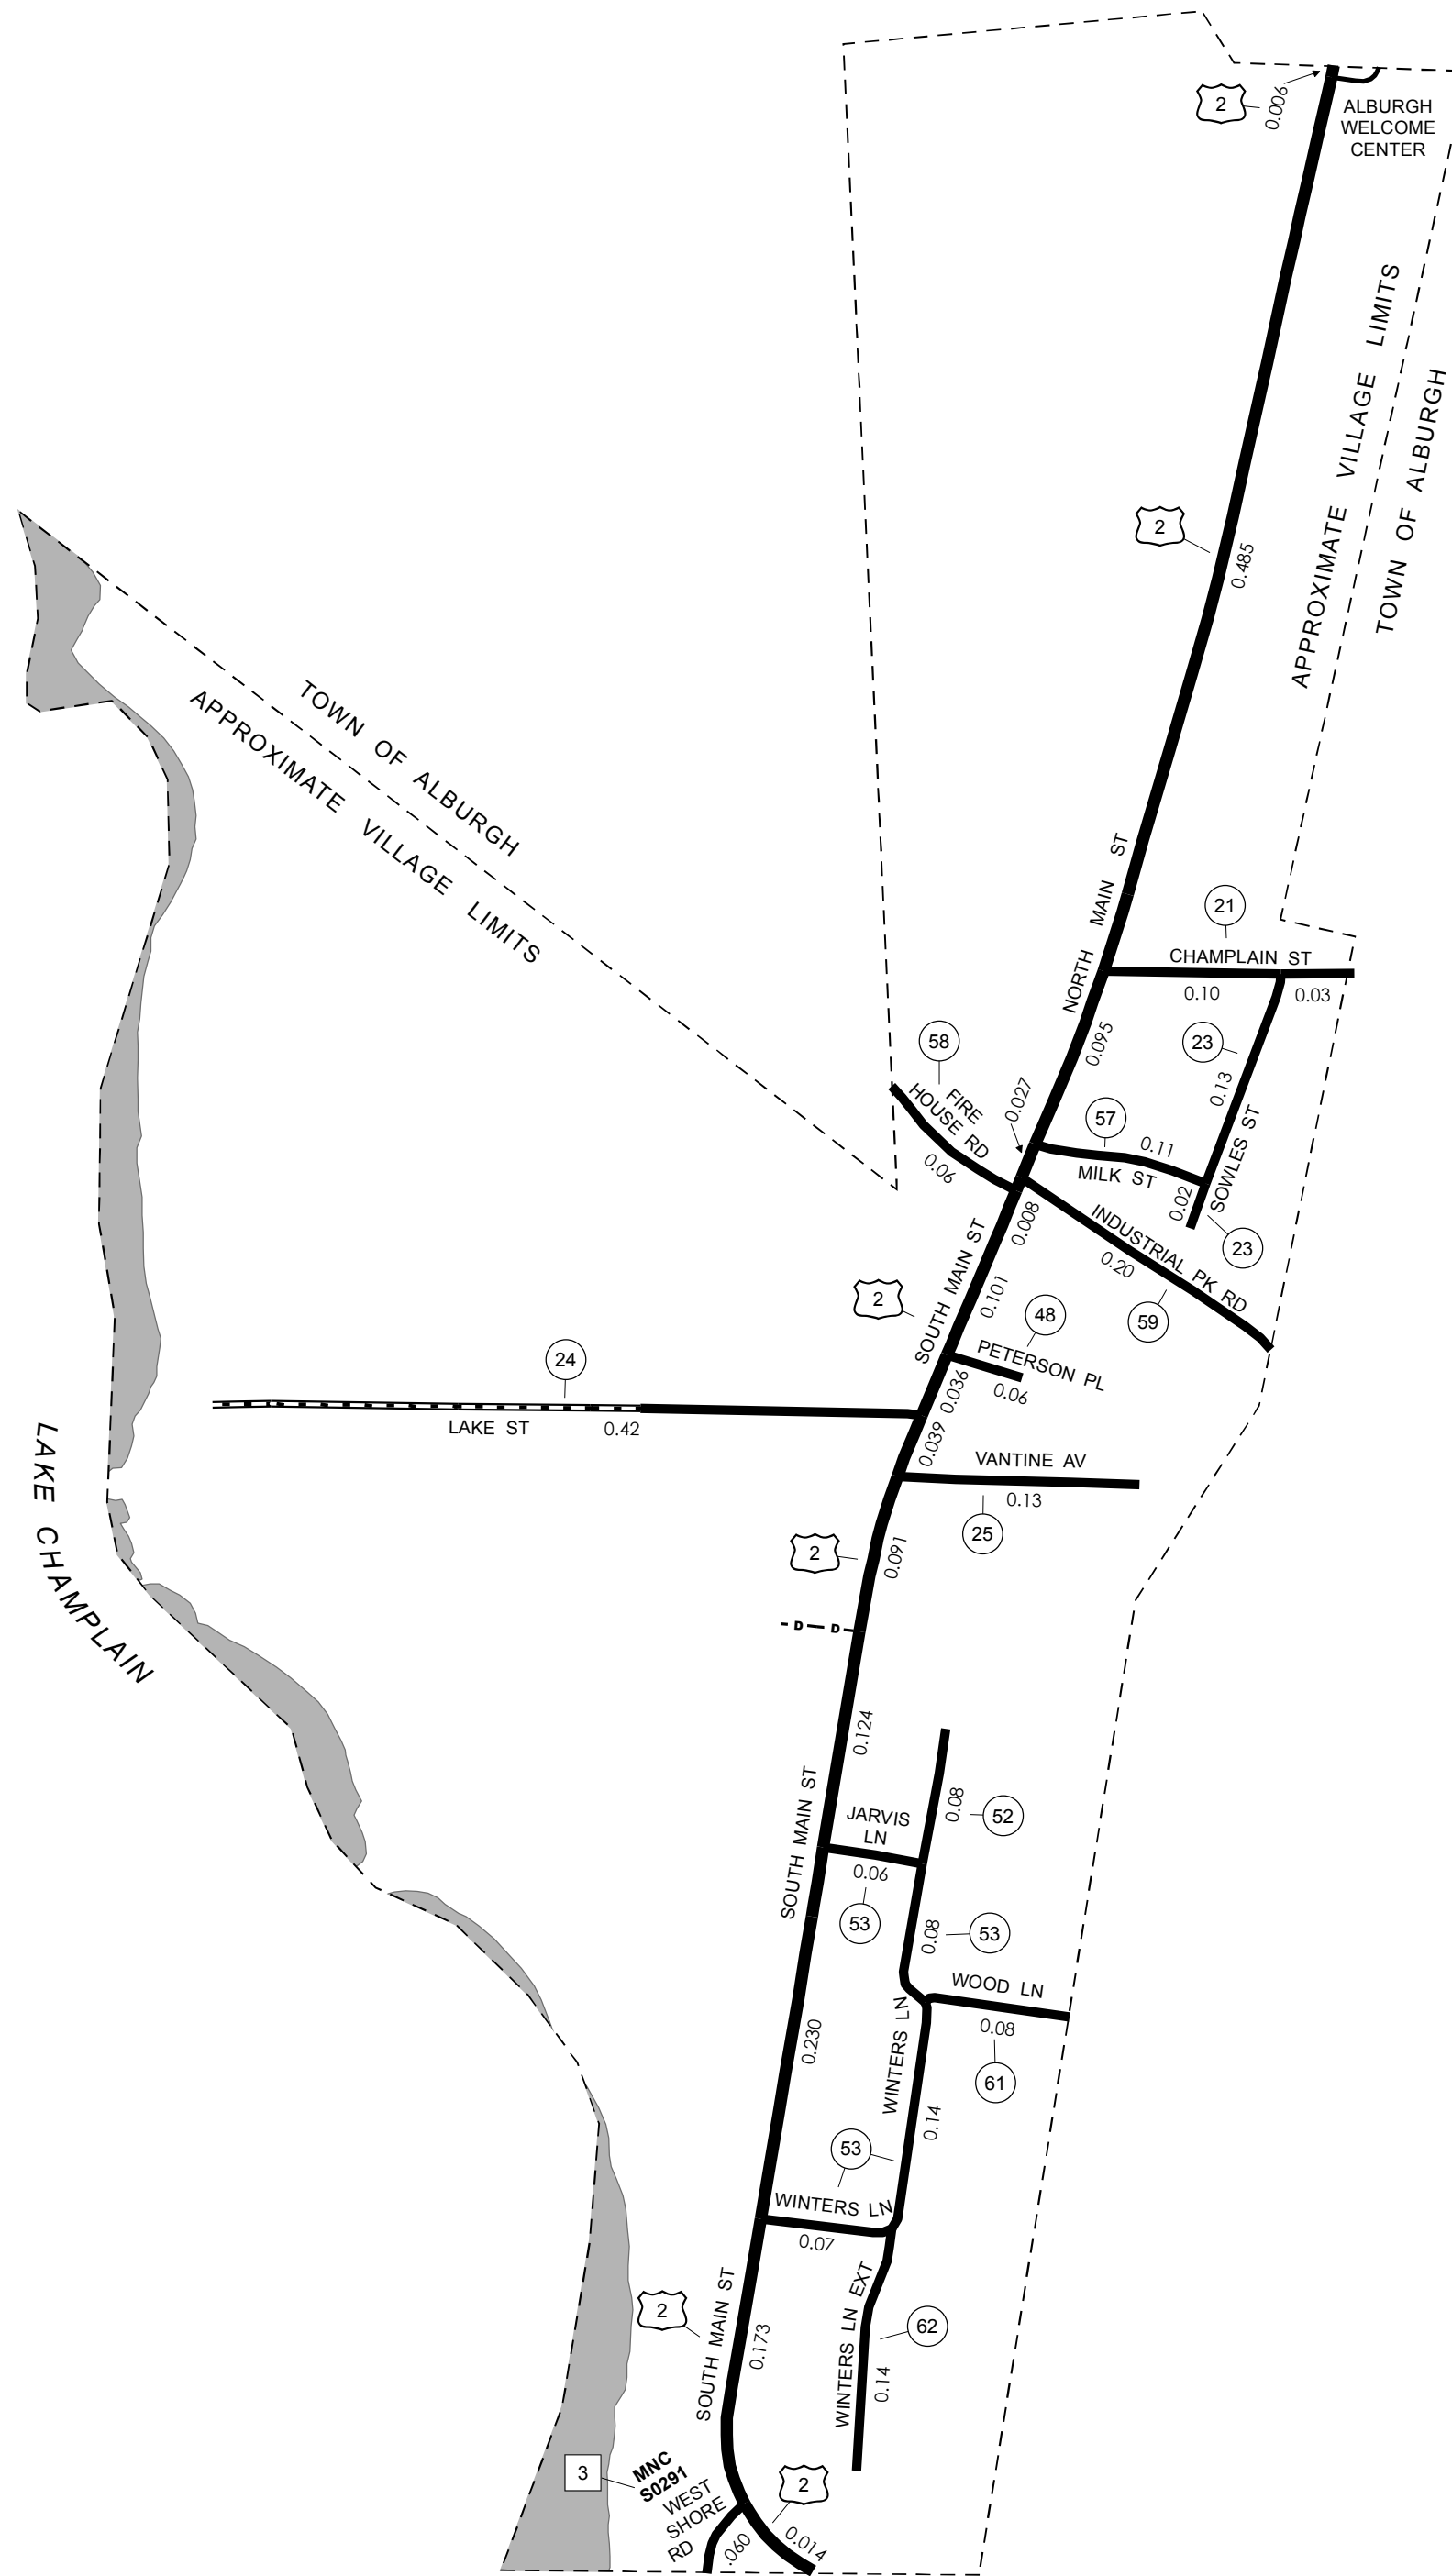 2
0.006
ALBURGH
WELCOME
CENTER
APPROXIMATE VILLAGE LIMITS
TOWN OF ALBURGH
2
0.485
TOWN OF ALBURGH
APPROXIMATE VILLAGE LIMITS
NORTH MAIN ST
21
CHAMPLAIN ST
0.10
0.03
0.095
23
0.13
58
FIRE
HOUSE RD
0.06
0.027
57
0.11
MILK ST
SOWLES ST
0.02
23
0.008
INDUSTRIAL PK RD
0.20
59
SOUTH MAIN ST
2
0.101
48
PETERSON PL
0.06
0.036
24
LAKE ST
0.42
0.039
VANTINE AV
0.13
25
LAKE CHAMPLAIN
2
0.091
D D
0.124
SOUTH MAIN ST
JARVIS
LN
0.06
53
0.08
52
0.08
53
WOOD LN
0.08
61
0.230
WINTERS LN
0.14
53
WINTERS LN
0.07
2
SOUTH MAIN ST
0.173
WINTERS LN EXT
62
0.14
3
MNC
S0291
WEST
SHORE
RD
.060
2
0.014